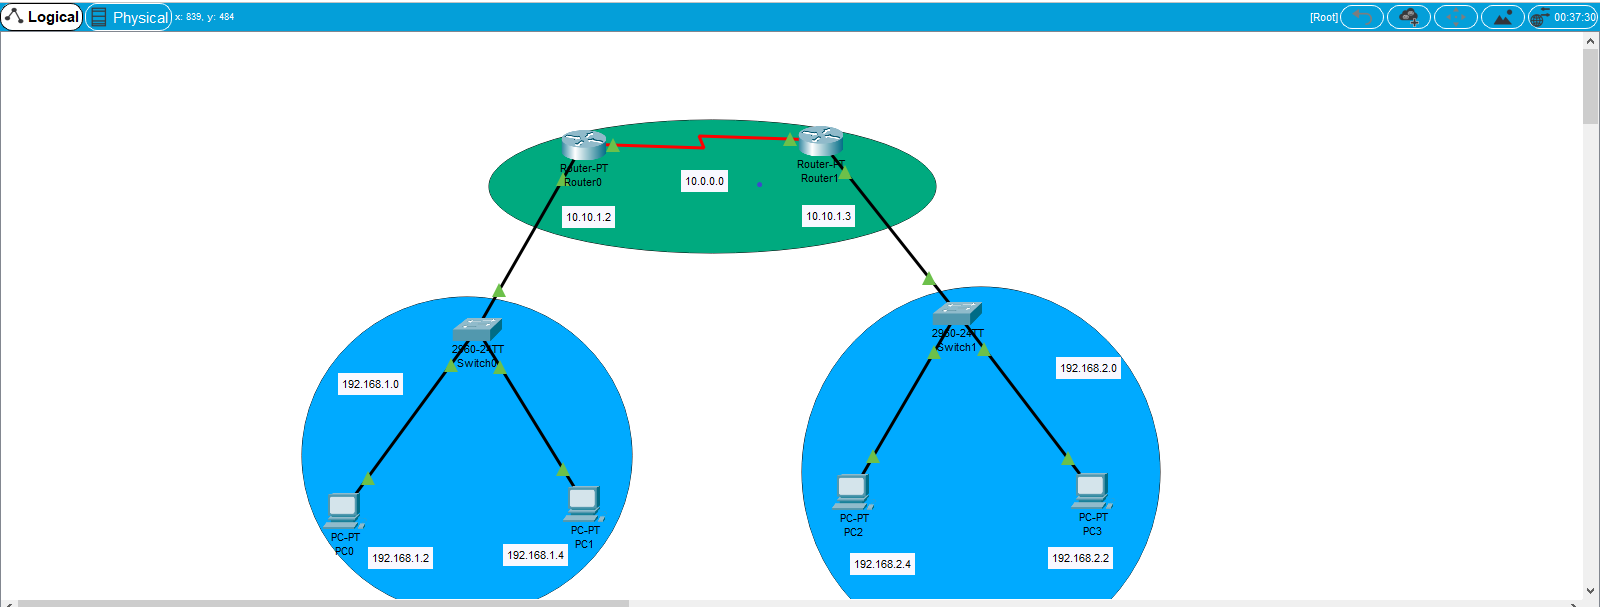 Logical
Physical
x: 839, y: 484
[Root]
00:37:30
Router-PT
Router0
Router-PT
Router1
10.0.0.0
10.10.1.2
10.10.1.3
2960-24TT
Switch0
2960-24TT
Switch1
192.168.1.0
192.168.2.0
PC-PT
PC0
192.168.1.2
PC-PT
PC1
192.168.1.4
PC-PT
PC2
192.168.2.4
PC-PT
PC3
192.168.2.2